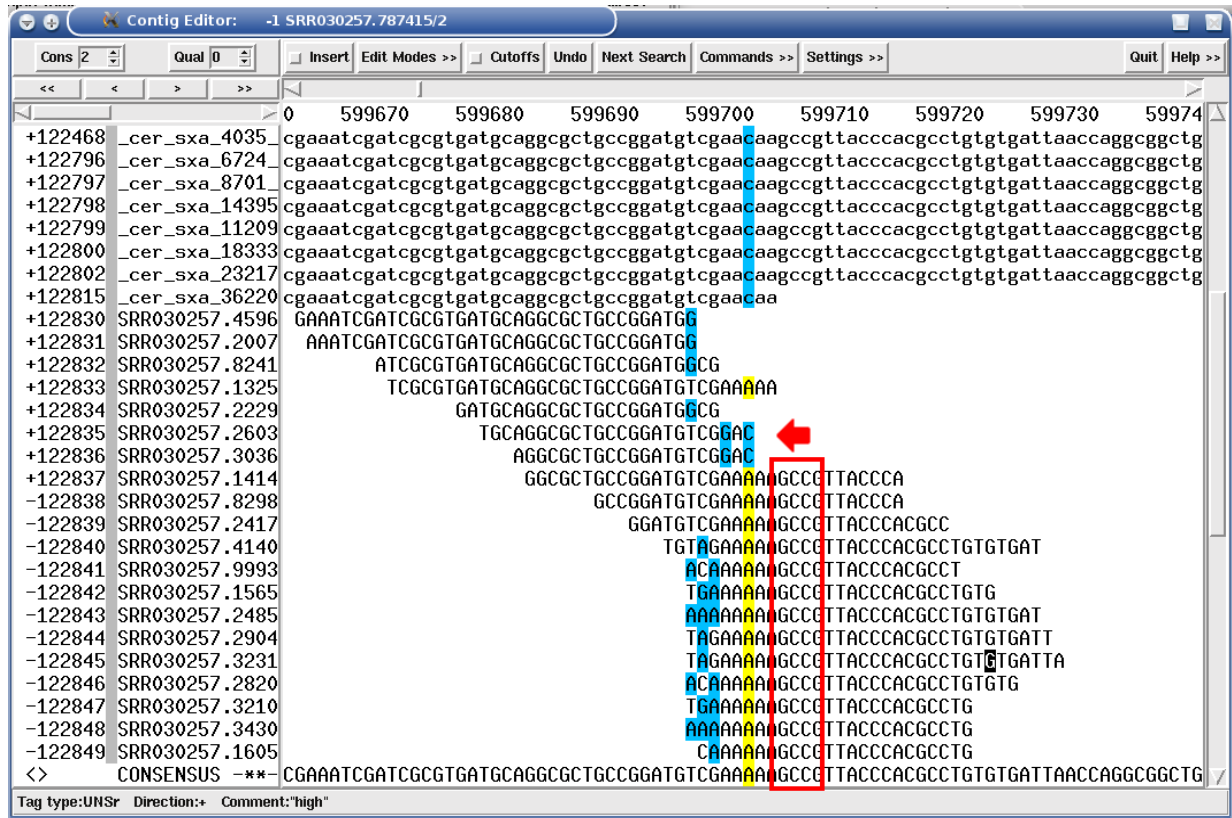 Contig Editor: -1 SRR030257.787415/2
Cons 2 Qual 0 Insert Edit Modes >> Cutoffs Undo Next Search Commands >> Settings >> Quit Help >>
<< < > >>
0 599670 599680 599690 599700 599710 599720 599730 59974
+122468 _cer_sxa_4035_ cgaaatcgatcgcgtgatgcaggcgctgccggatgtcgaacaagccgttacccacgcctgtgtgattaaccaggcggctg
+122796 _cer_sxa_6724_ cgaaatcgatcgcgtgatgcaggcgctgccggatgtcgaacaagccgttacccacgcctgtgtgattaaccaggcggctg
+122797 _cer_sxa_8701_ cgaaatcgatcgcgtgatgcaggcgctgccggatgtcgaacaagccgttacccacgcctgtgtgattaaccaggcggctg
+122798 _cer_sxa_14395 cgaaatcgatcgcgtgatgcaggcgctgccggatgtcgaacaagccgttacccacgcctgtgtgattaaccaggcggctg
+122799 _cer_sxa_11209 cgaaatcgatcgcgtgatgcaggcgctgccggatgtcgaacaagccgttacccacgcctgtgtgattaaccaggcggctg
+122800 _cer_sxa_18333 cgaaatcgatcgcgtgatgcaggcgctgccggatgtcgaacaagccgttacccacgcctgtgtgattaaccaggcggctg
+122802 _cer_sxa_23217 cgaaatcgatcgcgtgatgcaggcgctgccggatgtcgaacaagccgttacccacgcctgtgtgattaaccaggcggctg
+122815 _cer_sxa_36220 cgaaatcgatcgcgtgatgcaggcgctgccggatgtcgaacaa
+122830 SRR030257.4596 GAAATCGATCGCGTGATGCAGGCGCTGCCGGATGG
+122831 SRR030257.2007 AAATCGATCGCGTGATGCAGGCGCTGCCGGATGG
+122832 SRR030257.8241 ATCGCGTGATGCAGGCGCTGCCGGATGGCG
+122833 SRR030257.1325 TCGCGTGATGCAGGCGCTGCCGGATGTCGAAAAA
+122834 SRR030257.2229 GATGCAGGCGCTGCCGGATGGCG
+122835 SRR030257.2603 TGCAGGCGCTGCCGGATGTCGGAC
+122836 SRR030257.3036 AGGCGCTGCCGGATGTCGGAC
+122837 SRR030257.1414 GGCGCTGCCGGATGTCGAAAAAGCCGTTACCCA
-122838 SRR030257.8298 GCCGGATGTCGAAAAAGCCGTTACCCA
-122839 SRR030257.2417 GGATGTCGAAAAAGCCGTTACCCACGCC
-122840 SRR030257.4140 TGTAGAAAAAGCCGTTACCCACGCCTGTGTGAT
-122841 SRR030257.9993 ACAAAAAAGCCGTTACCCACGCCT
-122842 SRR030257.1565 TGAAAAAAGCCGTTACCCACGCCTGTG
-122843 SRR030257.2485 AAAAAAAAGCCGTTACCCACGCCTGTGTGAT
-122844 SRR030257.2904 TAGAAAAAGCCGTTACCCACGCCTGTGTGATT
-122845 SRR030257.3231 TAGAAAAAGCCGTTACCCACGCCTGTGTGATTA
-122846 SRR030257.2820 ACAAAAAAGCCGTTACCCACGCCTGTGTG
-122847 SRR030257.3210 TGAAAAAAGCCGTTACCCACGCCTG
-122848 SRR030257.3430 AAAAAAAAGCCGTTACCCACGCCTG
-122849 SRR030257.1605 CAAAAAAGCCGTTACCCACGCCTG
<> CONSENSUS -**- CGAAATCGATCGCGTGATGCAGGCGCTGCCGGATGTCGAAAAAGCCGTTACCCACGCCTGTGTGATTAACCAGGCGGCTG
Tag type:UNSr Direction:+ Comment:"high"